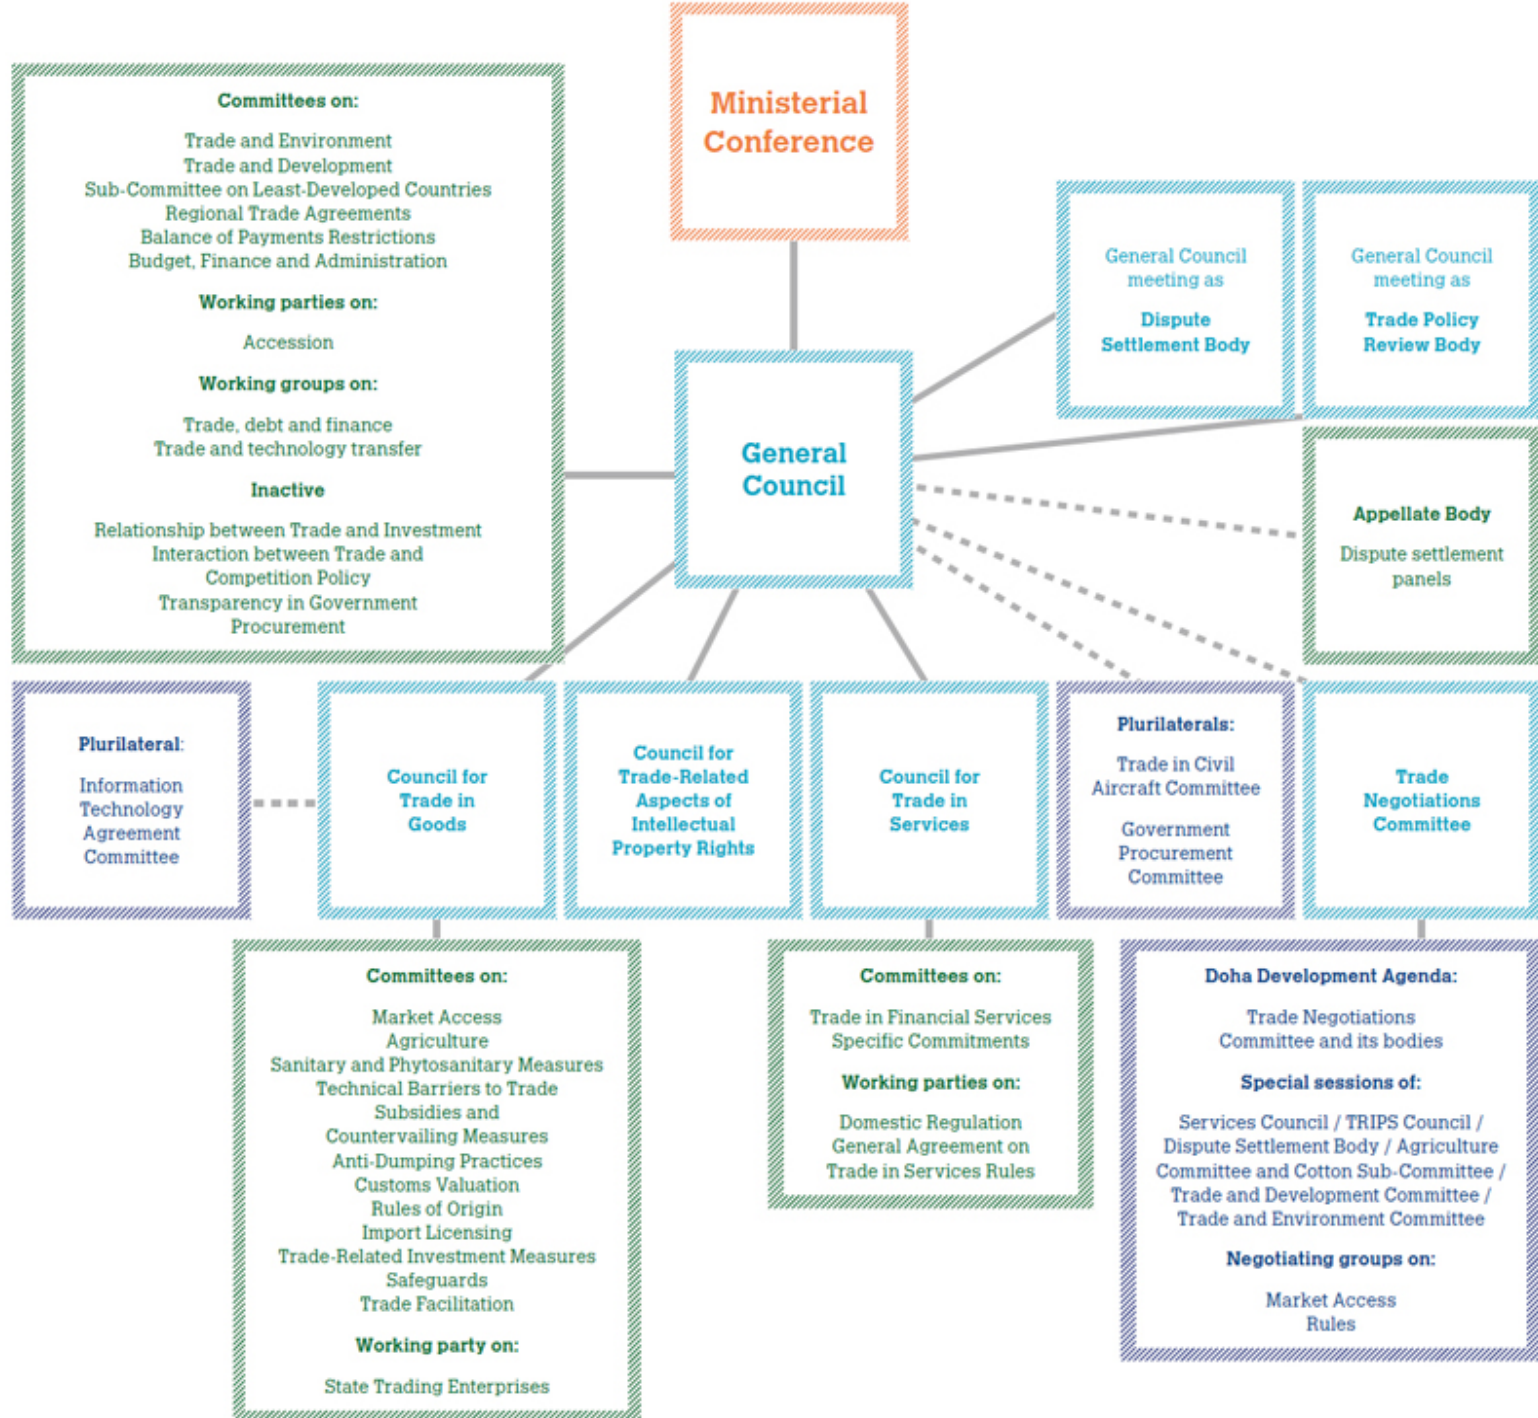 Ministerial
Conference
Committees on:
Trade and Environment
Trade and Development
Sub-Committee on Least-Developed Countries
Regional Trade Agreements
Balance of Payments Restrictions
Budget, Finance and Administration
Working parties on:
Accession
Working groups on:
Trade, debt and finance
Trade and technology transfer
Inactive
Relationship between Trade and Investment
Interaction between Trade and
Competition Policy
Transparency in Government
Procurement
General Council
meeting as
Dispute
Settlement Body
General Council
meeting as
Trade Policy
Review Body
General
Council
Appellate Body
Dispute settlement
panels
Plurilateral:
Information
Technology
Agreement
Committee
Council for
Trade in
Goods
Council for
Trade-Related
Aspects of
Intellectual
Property Rights
Council for
Trade in
Services
Plurilaterals:
Trade in Civil
Aircraft Committee
Government
Procurement
Committee
Trade
Negotiations
Committee
Committees on:
Market Access
Agriculture
Sanitary and Phytosanitary Measures
Technical Barriers to Trade
Subsidies and
Countervailing Measures
Anti-Dumping Practices
Customs Valuation
Rules of Origin
Import Licensing
Trade-Related Investment Measures
Safeguards
Trade Facilitation
Working party on:
State Trading Enterprises
Committees on:
Trade in Financial Services
Specific Commitments
Working parties on:
Domestic Regulation
General Agreement on
Trade in Services Rules
Doha Development Agenda:
Trade Negotiations
Committee and its bodies
Special sessions of:
Services Council / TRIPS Council /
Dispute Settlement Body / Agriculture
Committee and Cotton Sub-Committee /
Trade and Development Committee /
Trade and Environment Committee
Negotiating groups on:
Market Access
Rules